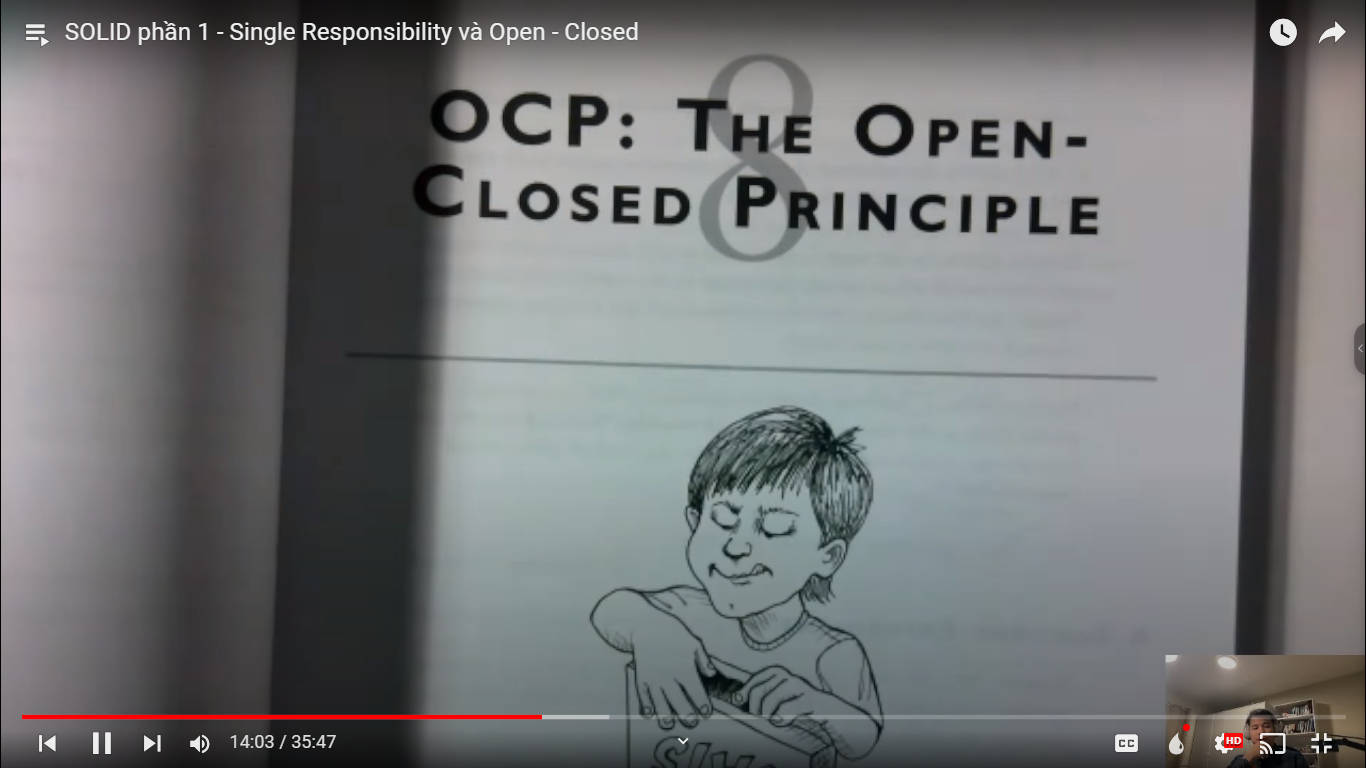 SOLID phần 1 - Single Responsibility và Open - Closed
8
OCP: THE OPEN-
CLOSED PRINCIPLE
14:03 / 35:47
CC
HD